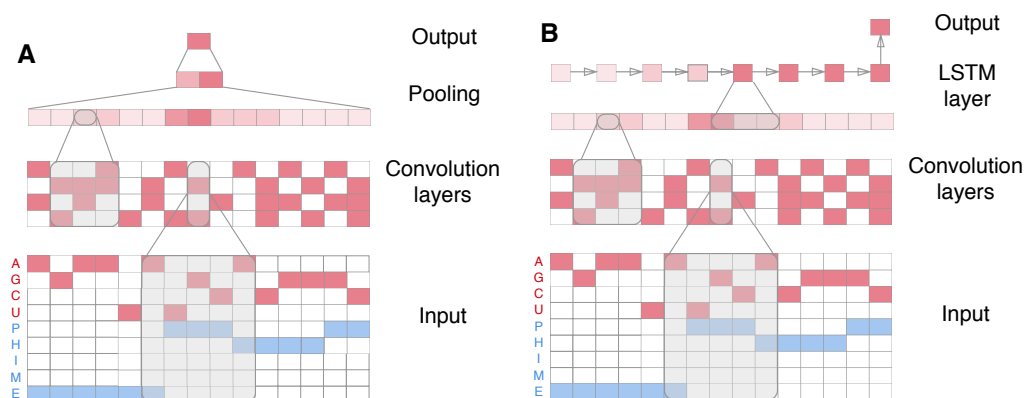 A
Output
Pooling
Convolution
layers
A
G
C
U
P
H
I
M
E
Input
B
Output
LSTM
layer
Convolution
layers
A
G
C
U
P
H
I
M
E
Input